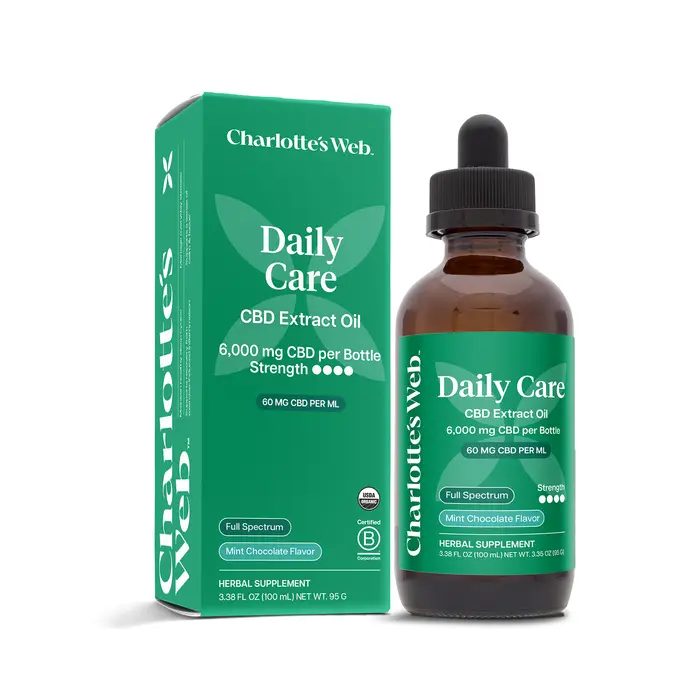 Charlotte's Web™
Charlotte's Web.
Daily
Care
CBD Extract Oil
6,000 mg CBD per Bottle
Strength
60 MG CBD PER ML
USDA
ORGANIC
Full Spectrum
Mint Chocolate Flavor
Certified
B
Corporation
HERBAL SUPPLEMENT
3.38 FL OZ (100 mL) NET WT. 95 G
Charlotte's Web.
Daily Care
CBD Extract Oil
6,000 mg CBD per Bottle
60 MG CBD PER ML
Strength
Full Spectrum
Mint Chocolate Flavor
HERBAL SUPPLEMENT
3.38 FL OZ (100 mL) NET WT. 3.35 OZ (95 G)